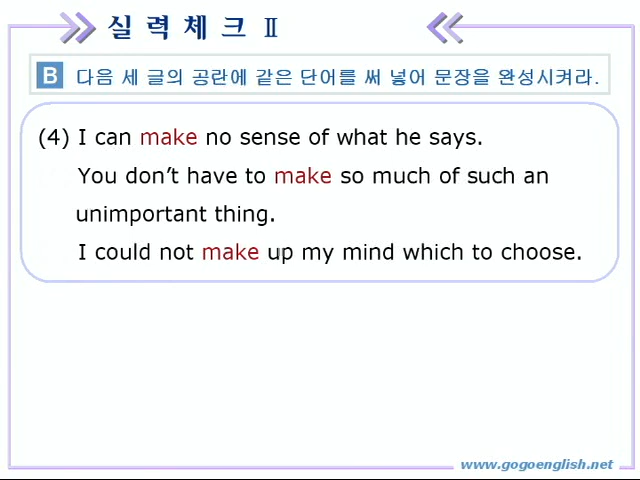 실 력 체 크 Ⅱ
B 다음 세 글의 공란에 같은 단어를 써 넣어 문장을 완성시켜라.
(4) I can make no sense of what he says.
You don't have to make so much of such an
unimportant thing.
I could not make up my mind which to choose.
www.gogoenglish.net